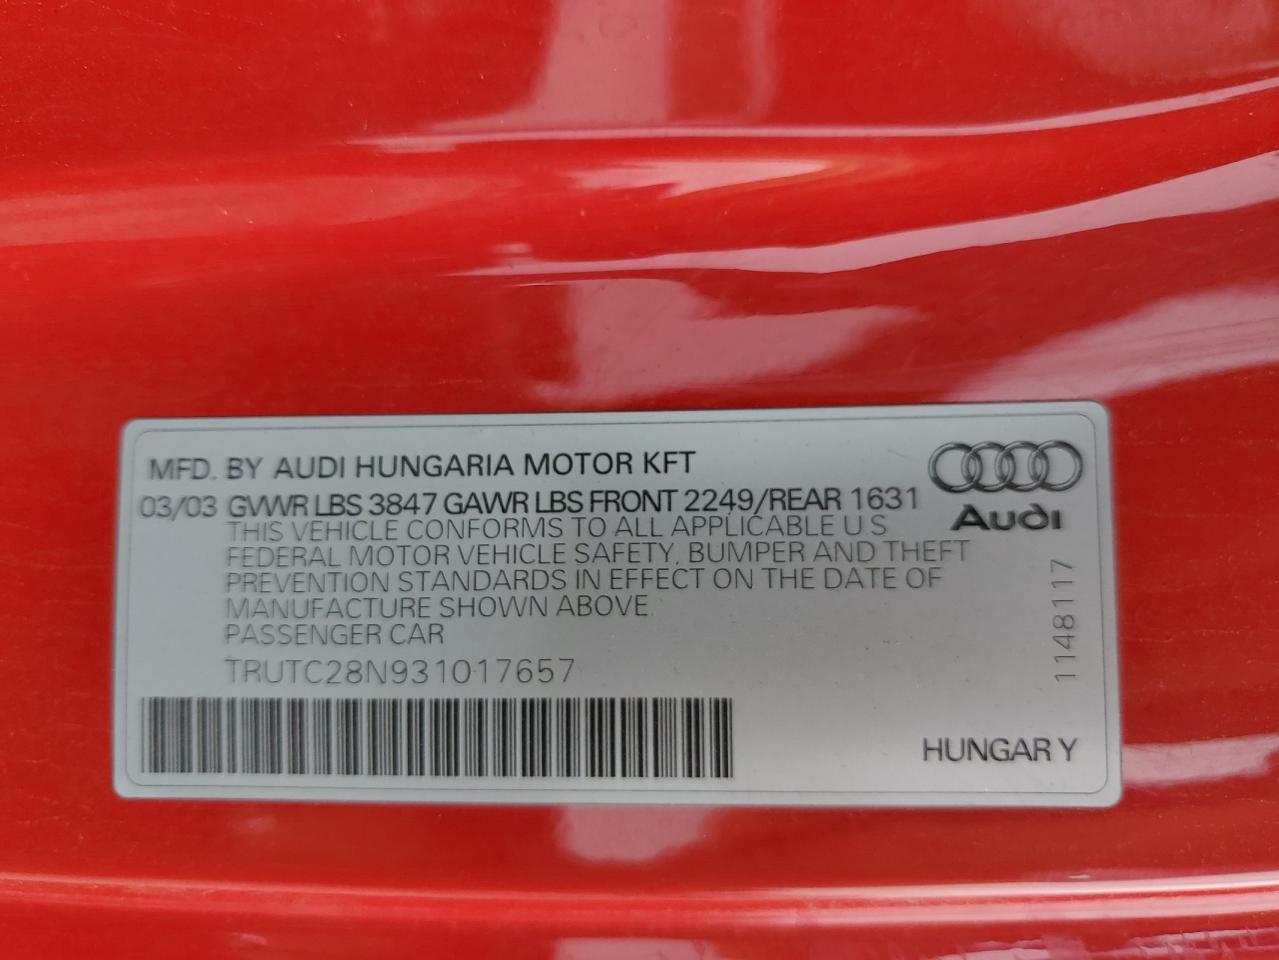 MFD. BY AUDI HUNGARIA MOTOR KFT
03/03 GVWR LBS 3847 GAWR LBS FRONT 2249/REAR 1631
THIS VEHICLE CONFORMS TO ALL APPLICABLE U S
FEDERAL MOTOR VEHICLE SAFETY, BUMPER AND THEFT
PREVENTION STANDARDS IN EFFECT ON THE DATE OF
MANUFACTURE SHOWN ABOVE.
PASSENGER CAR
TRUTC28N931017657
Audi
1148117
HUNGARY